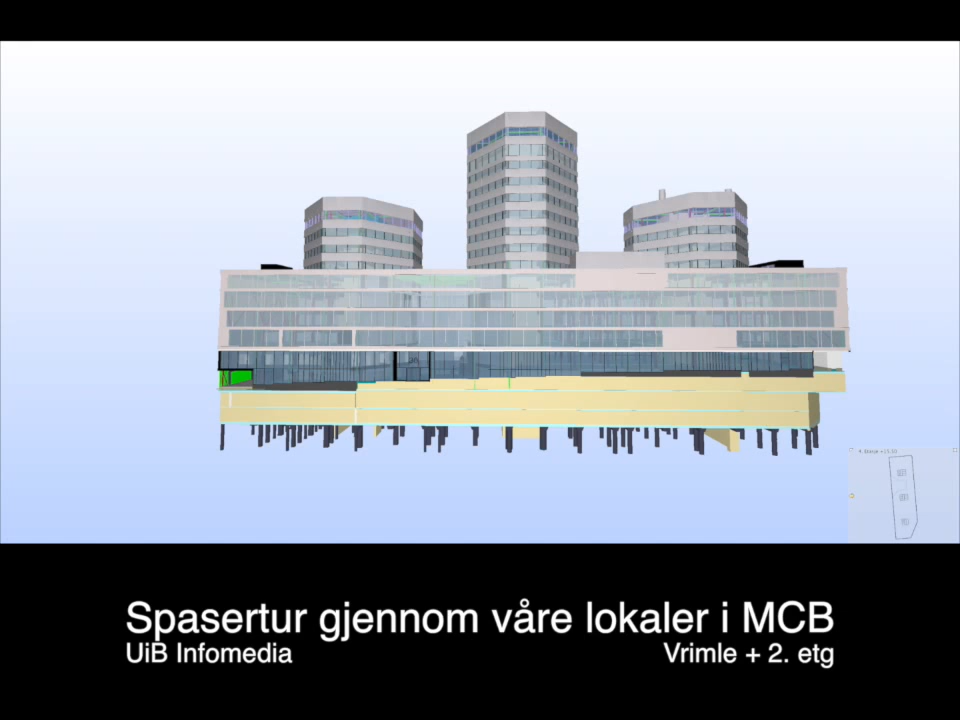 Spasertur gjennom våre lokaler i MCB
UiB Infomedia Vrimle + 2. etg